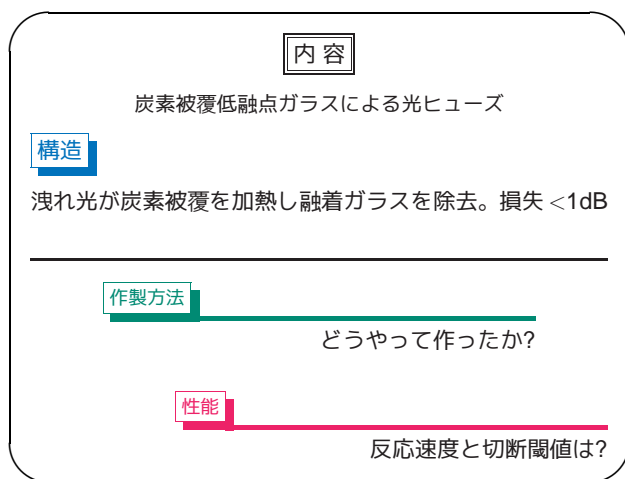 内 容
炭素被覆低融点ガラスによる光ヒューズ
構造
洩れ光が炭素被覆を加熱し融着ガラスを除去。損失 <1dB
作製方法
どうやって作ったか?
性能
反応速度と切断閾値は?